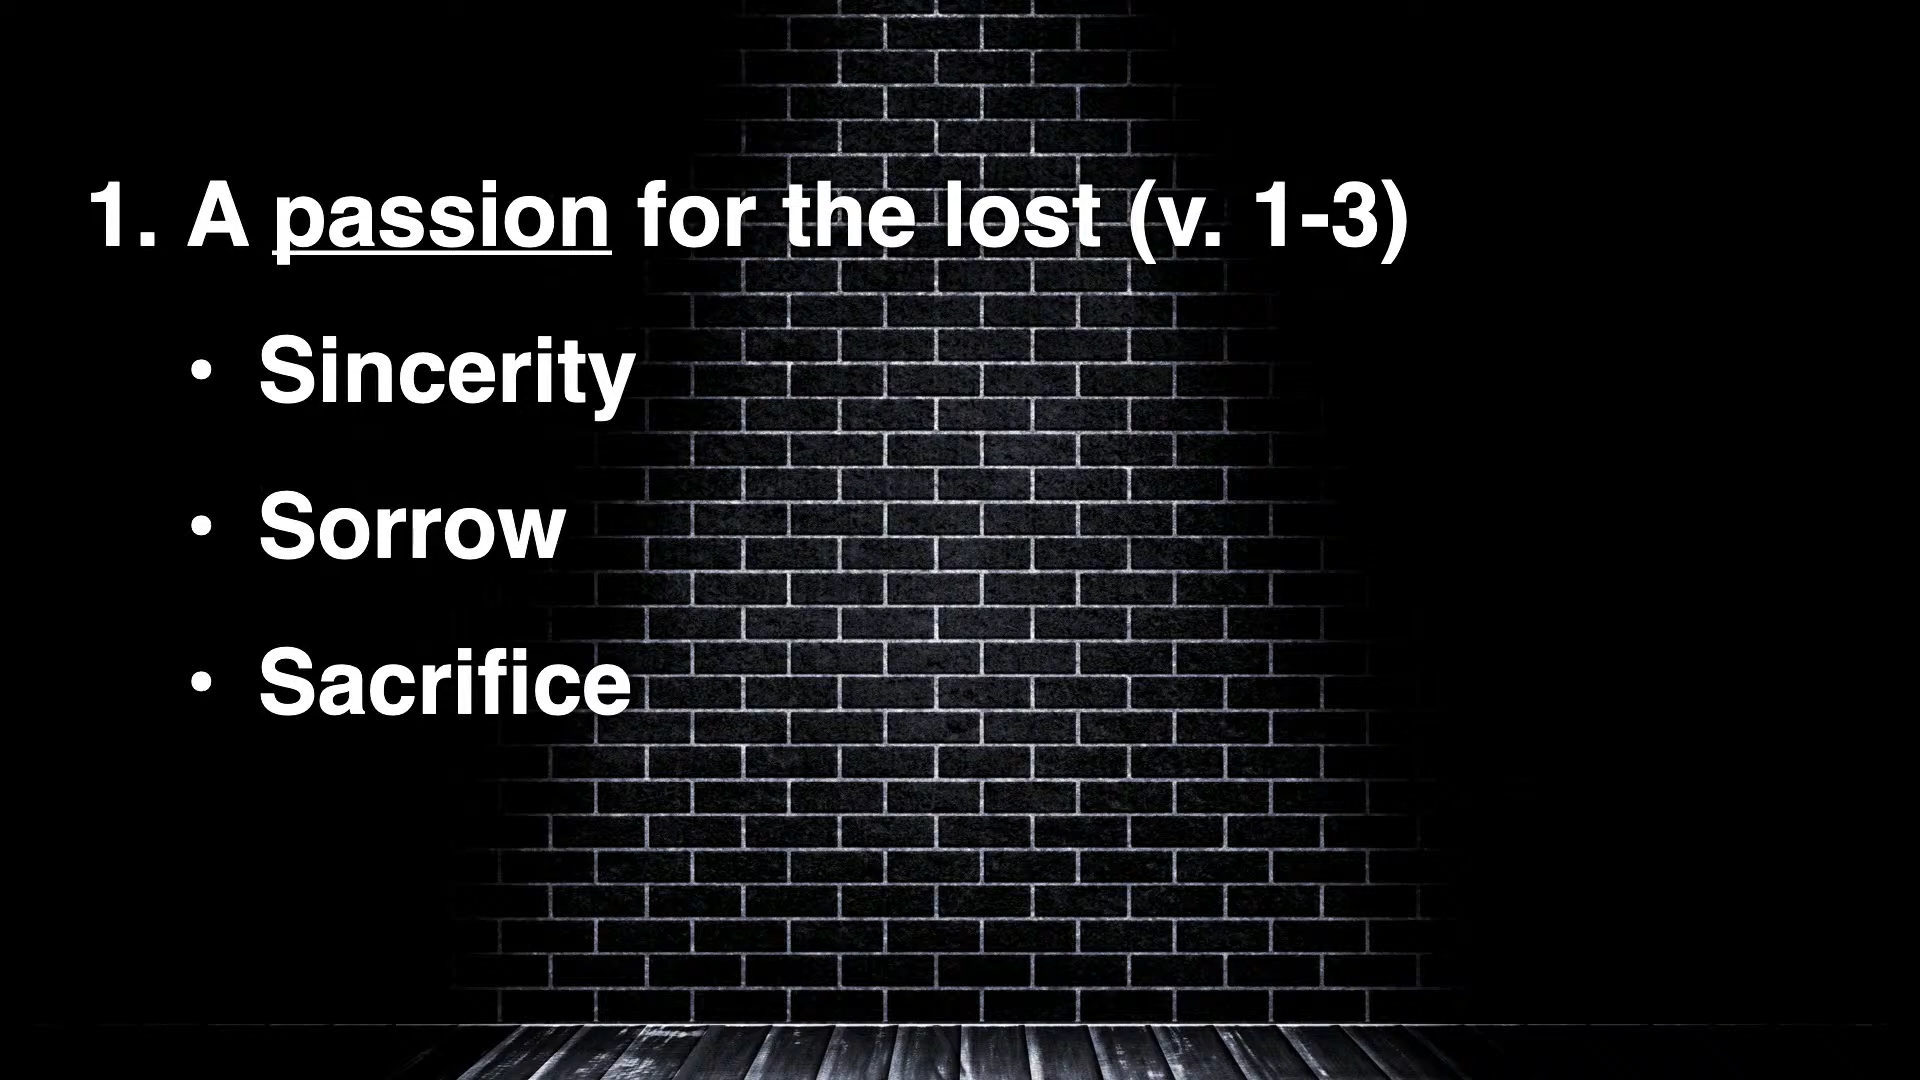 1. A passion for the lost (v. 1-3)
• Sincerity
• Sorrow
• Sacrifice